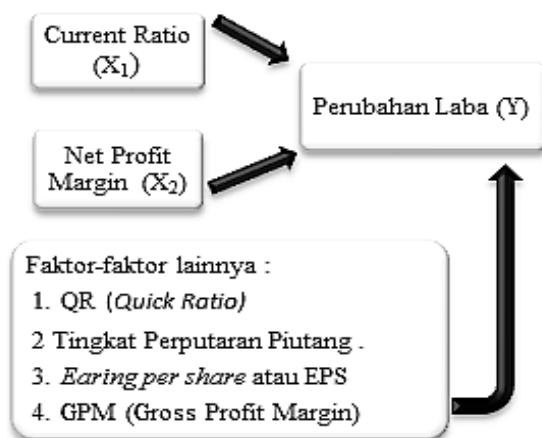 Current Ratio
(X₁)
Perubahan Laba (Y)
Net Profit
Margin (X₂)
Faktor-faktor lainnya :
1. QR (Quick Ratio)
2 Tingkat Perputaran Piutang .
3. Earing per share atau EPS
4. GPM (Gross Profit Margin)